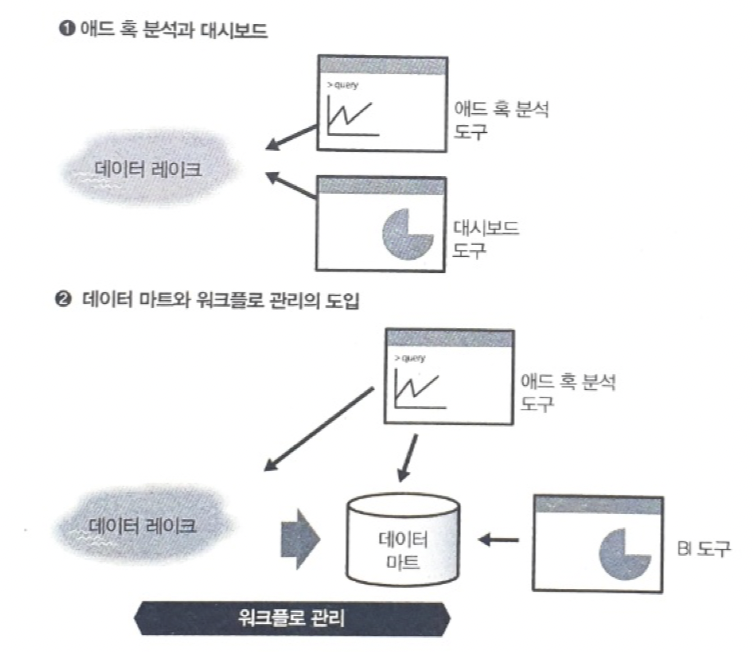 ❶ 애드 혹 분석과 대시보드
> query
애드 혹 분석
도구
데이터 레이크
대시보드
도구
❷ 데이터 마트와 워크플로 관리의 도입
> query
애드 혹 분석
도구
데이터 레이크
데이터
마트
BI 도구
워크플로 관리